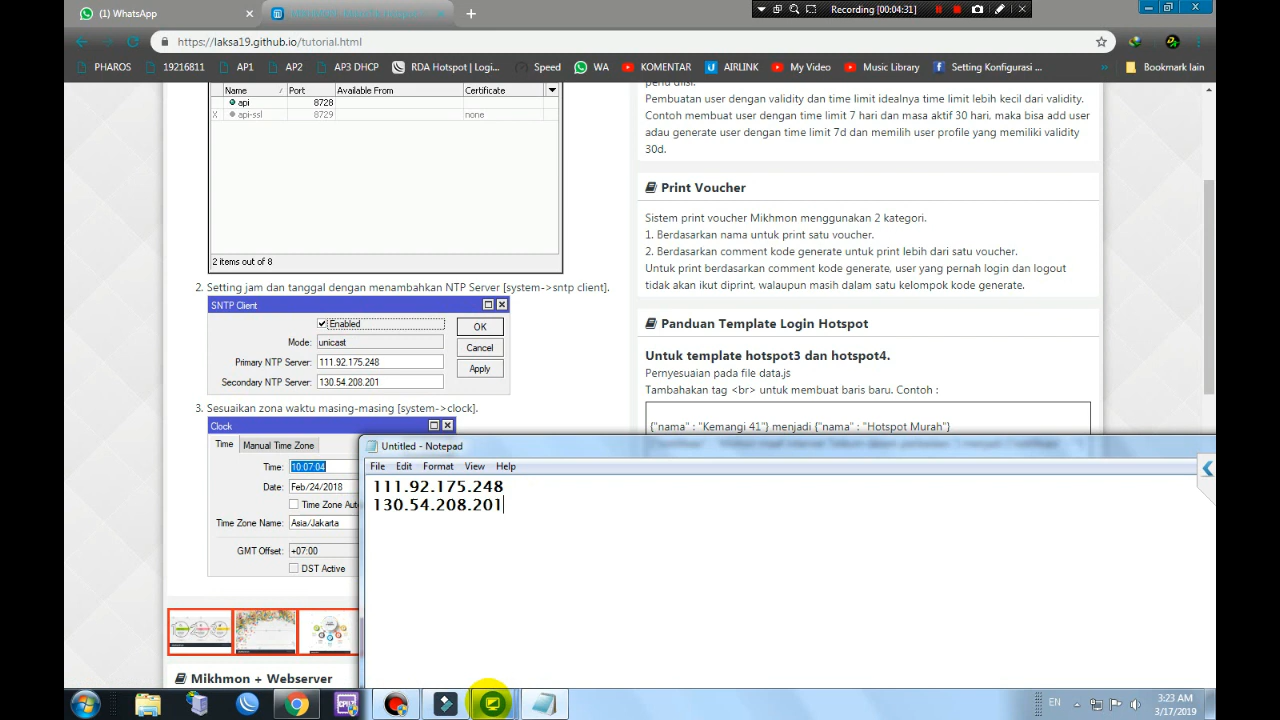 (1) WhatsApp
Recording [00:04:31]
https://laksa19.github.io/tutorial.html
PHAROS
19216811
AP1
AP2
AP3 DHCP
RDA Hotspot | Logi...
Speed
WA
KOMENTAR
AIRLINK
My Video
Music Library
Setting Konfigurasi ...
»
Bookmark lain
Name
Port
Available From
Certificate
api
8728
X
api-ssl
8729
none
2 items out of 8
2. Setting jam dan tanggal dengan menambahkan NTP Server [system->sntp client].
SNTP Client
Enabled
OK
Mode:
unicast
Cancel
Primary NTP Server:
111.92.175.248
Apply
Secondary NTP Server:
130.54.208.201
3. Sesuaikan zona waktu masing-masing [system->clock].
Clock
Time
Manual Time Zone
Time:
10:07:04
Date:
Feb/24/2018
Time Zone Auto
Time Zone Name:
Asia/Jakarta
GMT Offset:
+07:00
DST Active
Mikhmon + Webserver
perlu diisi.
Pembuatan user dengan validity dan time limit idealnya time limit lebih kecil dari validity.
Contoh membuat user dengan time limit 7 hari dan masa aktif 30 hari, maka bisa add user
adau generate user dengan time limit 7d dan memilih user profile yang memiliki validity
30d.
Print Voucher
Sistem print voucher Mikhmon menggunakan 2 kategori.
1. Berdasarkan nama untuk print satu voucher.
2. Berdasarkan comment kode generate untuk print lebih dari satu voucher.
Untuk print berdasarkan comment kode generate, user yang pernah login dan logout
tidak akan ikut diprint, walaupun masih dalam satu kelompok kode generate.
Panduan Template Login Hotspot
Untuk template hotspot3 dan hotspot4.
Pernyesuaian pada file data.js
Tambahakan tag <br> untuk membuat baris baru. Contoh :
{"nama" : "Kemangi 41"} menjadi {"nama" : "Hotspot Murah"}
Untitled - Notepad
File
Edit
Format
View
Help
111.92.175.248
130.54.208.201
EN
3:23 AM
3/17/2019